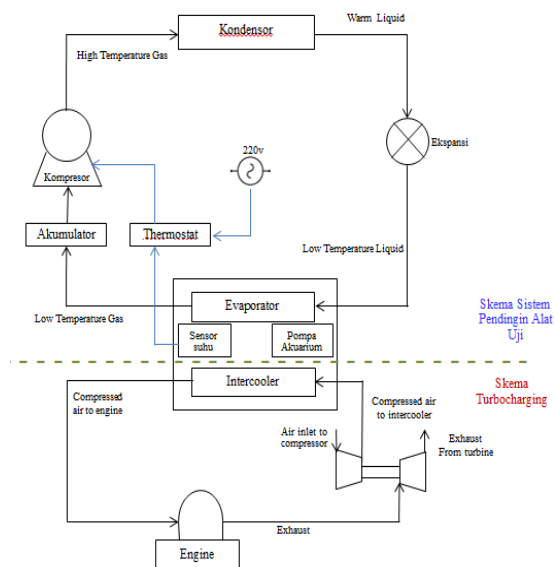 Kondensor
Warm Liquid
High Temperature Gas
220v
Ekspansi
Kompresor
Akumulator
Thermostat
Low Temperature Liquid
Evaporator
Low Temperature Gas
Sensor
suhu
Pompa
Akuarium
Skema Sistem
Pendingin Alat
Uji
Intercooler
Skema
Turbocharging
Compressed
air to engine
Compressed air
to intercooler
Air inlet to
compressor
Exhaust
From turbine
Exhaust
Engine